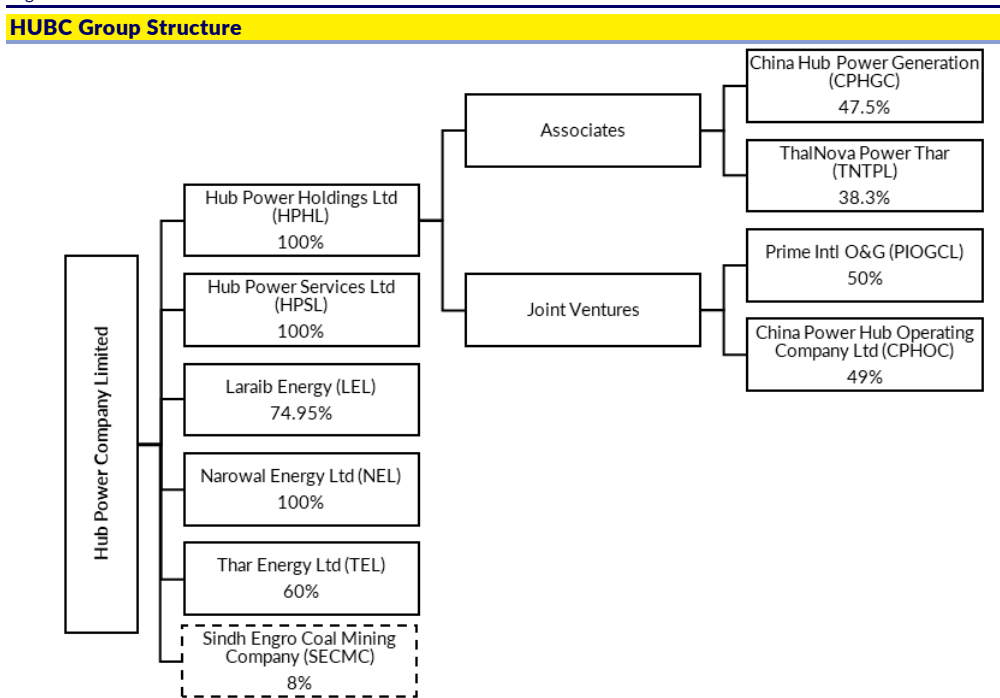 HUBC Group Structure
China Hub Power Generation
(CPHGC)
47.5%
Associates
ThalNova Power Thar
(TNTPL)
38.3%
Hub Power Holdings Ltd
(HPHL)
100%
Prime Intl O&G (PIOGCL)
50%
Hub Power Services Ltd
(HPSL)
100%
Joint Ventures
China Power Hub Operating
Company Ltd (CPHOC)
49%
Hub Power Company Limited
Laraib Energy (LEL)
74.95%
Narowal Energy Ltd (NEL)
100%
Thar Energy Ltd (TEL)
60%
Sindh Engro Coal Mining
Company (SECMC)
8%